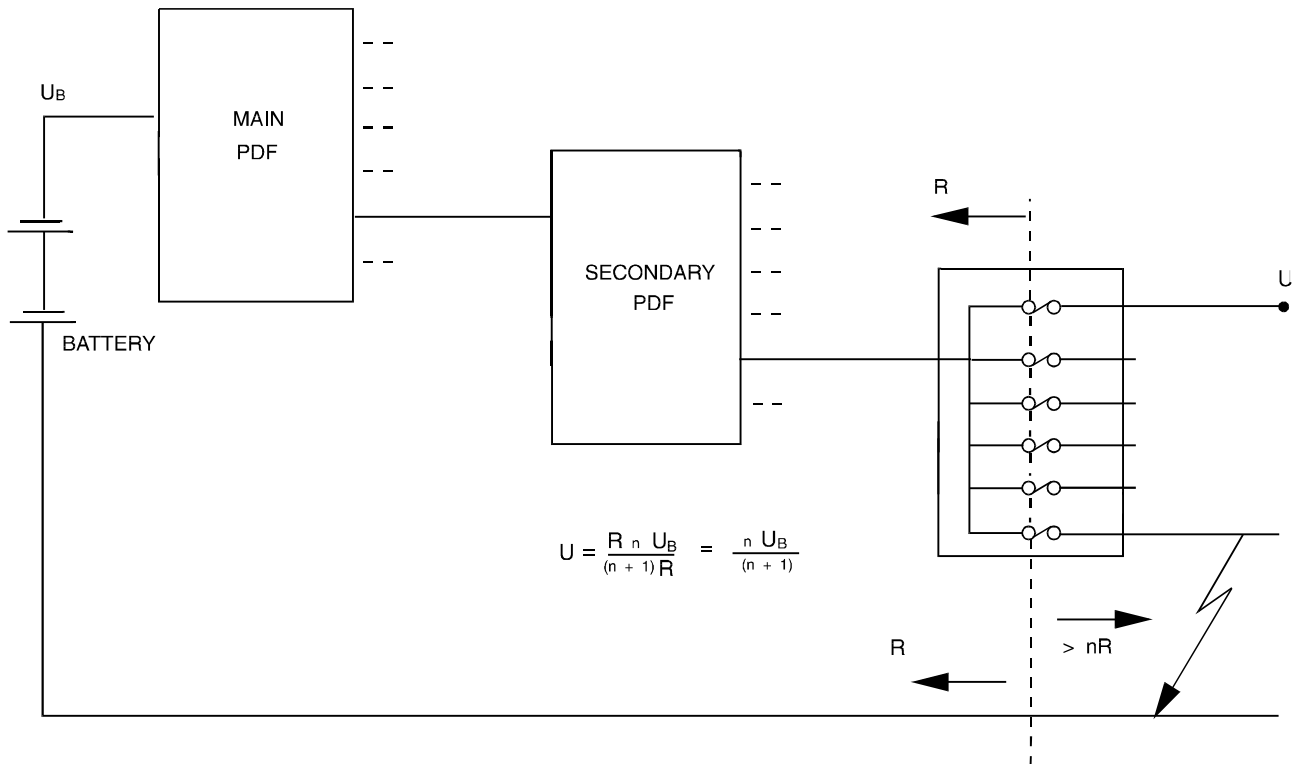 UB
MAIN
PDF
R
SECONDARY
PDF
U
BATTERY
U = R n UB / (n + 1) R = n UB / (n + 1)
R
> nR